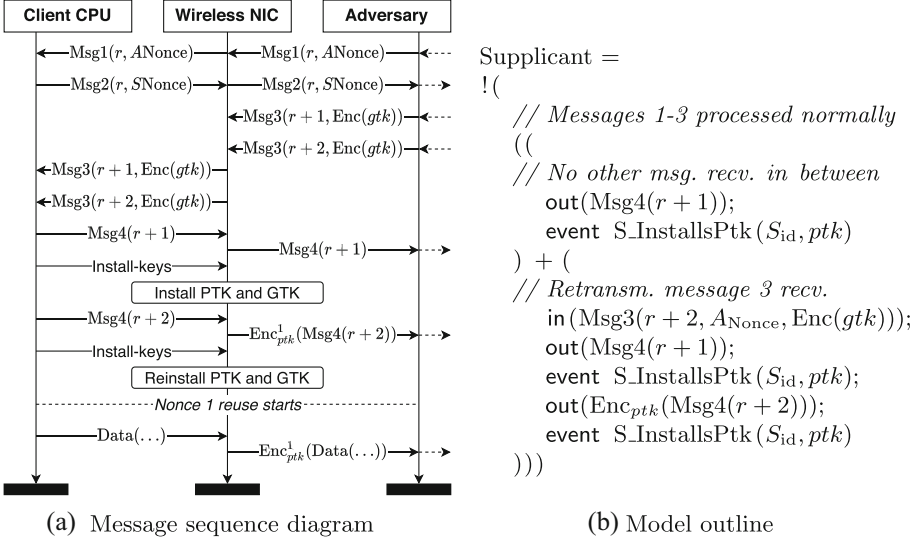 Client CPU Wireless NIC Adversary
Msg1(r, ANonce) Msg1(r, ANonce)
Msg2(r, SNonce) Msg2(r, SNonce)
Msg3(r + 1, Enc(gtk))
Msg3(r + 2, Enc(gtk))
Msg3(r + 1, Enc(gtk))
Msg3(r + 2, Enc(gtk))
Msg4(r + 1)
Msg4(r + 1)
Install-keys
Install PTK and GTK
Msg4(r + 2)
Enc¹ₚₜₖ(Msg4(r + 2))
Install-keys
Reinstall PTK and GTK
Nonce 1 reuse starts
Data(...)
Enc¹ₚₜₖ(Data(...))
(a) Message sequence diagram
Supplicant =
!(
// Messages 1-3 processed normally
((
// No other msg. recv. in between
out(Msg4(r + 1));
event S_InstallsPtk(S_id, ptk)
) + (
// Retransm. message 3 recv.
in(Msg3(r + 2, A_Nonce, Enc(gtk)));
out(Msg4(r + 1));
event S_InstallsPtk(S_id, ptk);
out(Encₚₜₖ(Msg4(r + 2)));
event S_InstallsPtk(S_id, ptk)
)))
(b) Model outline